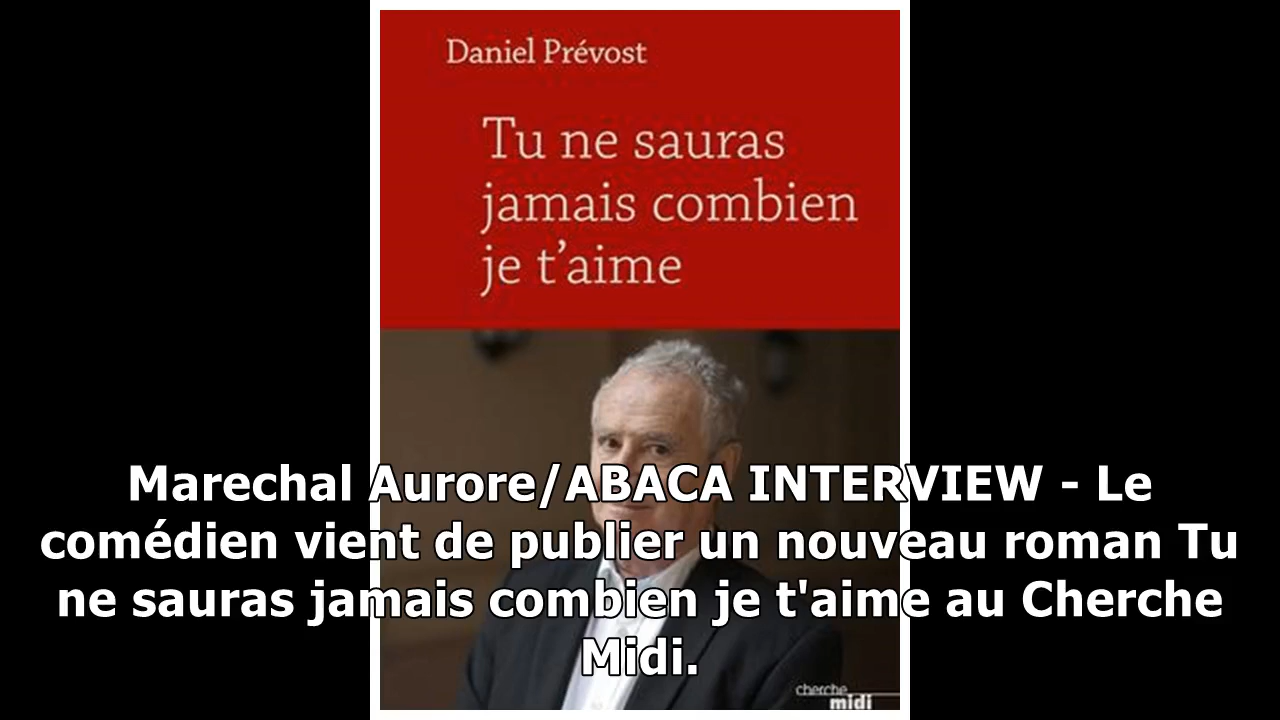 Daniel Prévost
Tu ne sauras
jamais combien
je t’aime
Marechal Aurore/ABACA INTERVIEW - Le
comédien vient de publier un nouveau roman Tu
ne sauras jamais combien je t'aime au Cherche
Midi.
cherche
midi